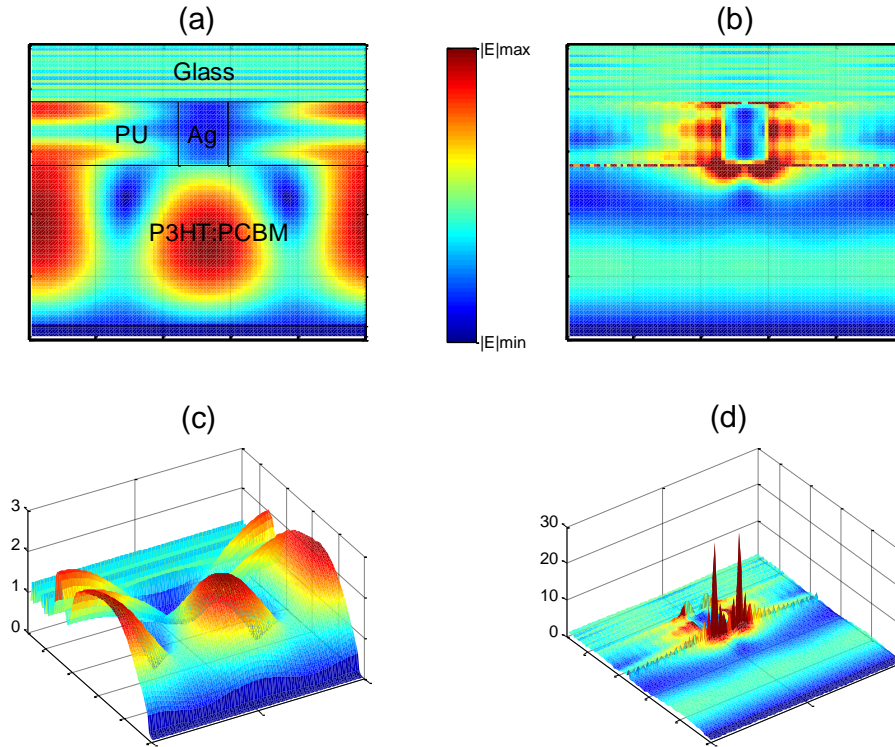 (a)
(b)
Glass
PU
Ag
P3HT:PCBM
|E|max
|E|min
(c)
(d)
3
2
1
0
30
20
10
0